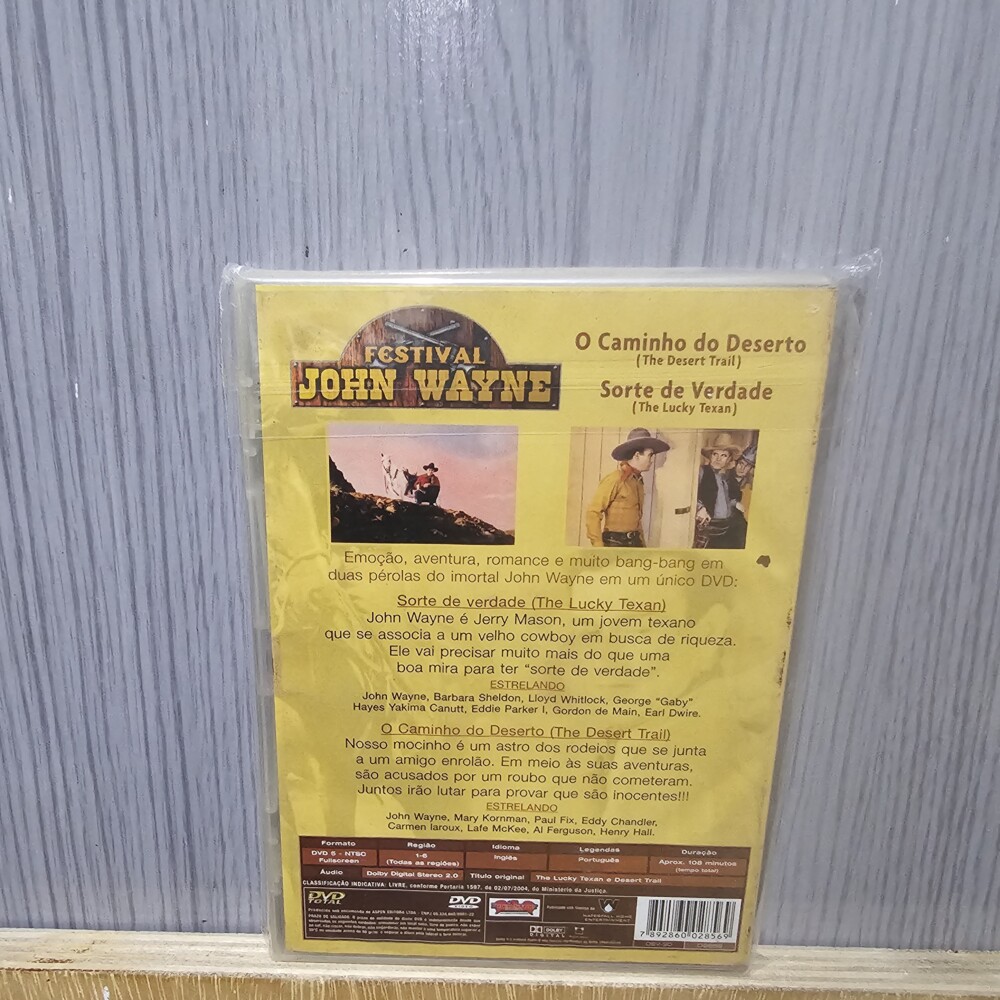 FESTIVAL
JOHN WAYNE
O Caminho do Deserto
(The Desert Trail)
Sorte de Verdade
(The Lucky Texan)
Emoção, aventura, romance e muito bang-bang em
duas pérolas do imortal John Wayne em um único DVD:
Sorte de verdade (The Lucky Texan)
John Wayne é Jerry Mason, um jovem texano
que se associa a um velho cowboy em busca de riqueza.
Ele vai precisar muito mais do que uma
boa mira para ter “sorte de verdade”.
ESTRELANDO
John Wayne, Barbara Sheldon, Lloyd Whitlock, George “Gaby”
Hayes Yakima Canutt, Eddie Parker I, Gordon de Main, Earl Dwire.
O Caminho do Deserto (The Desert Trail)
Nosso mocinho é um astro dos rodeios que se junta
a um amigo enrolão. Em meio às suas aventuras,
são acusados por um roubo que não cometeram.
Juntos irão lutar para provar que são inocentes!!!
ESTRELANDO
John Wayne, Mary Kornman, Paul Fix, Eddy Chandler,
Carmen laroux, Lafe McKee, Al Ferguson, Henry Hall.
Formato Região Idioma Legendas Duração
DVD 5 - NTSC 1-6 Inglês Português Aprox. 108 minutos
Fullscreen (Todas as regiões) (tempo total)
Áudio Dolby Digital Stereo 2.0 Título original The Lucky Texan e Desert Trail
CLASSIFICAÇÃO INDICATIVA: LIVRE, conforme Portaria 1597, de 02/07/2004, do Ministério da Justiça.
DVD
TOTAL
DVD
VIDEO
DOLBY
DIGITAL
ENTERTAINMENT
7 892860 028569